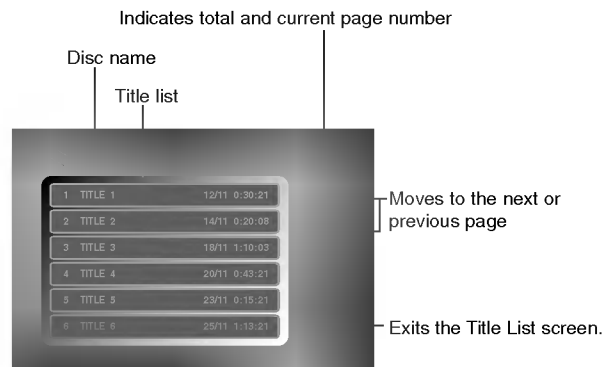 Indicates total and current page number
Disc name
Title list
1 TITLE 1 12/11 0:30:21
2 TITLE 2 14/11 0:20:08
3 TITLE 3 18/11 1:10:03
4 TITLE 4 20/11 0:43:21
5 TITLE 5 23/11 0:15:21
6 TITLE 6 25/11 1:13:21
Moves to the next or
previous page
Exits the Title List screen.